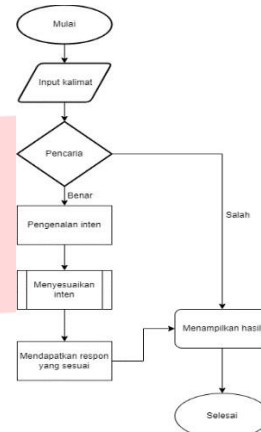 Mulai
Input kalimat
Pencaria
Benar
Salah
Pengenalan inten
Menyesuaikan
inten
Mendapatkan respon
yang sesuai
Menampilkan hasil
Selesai